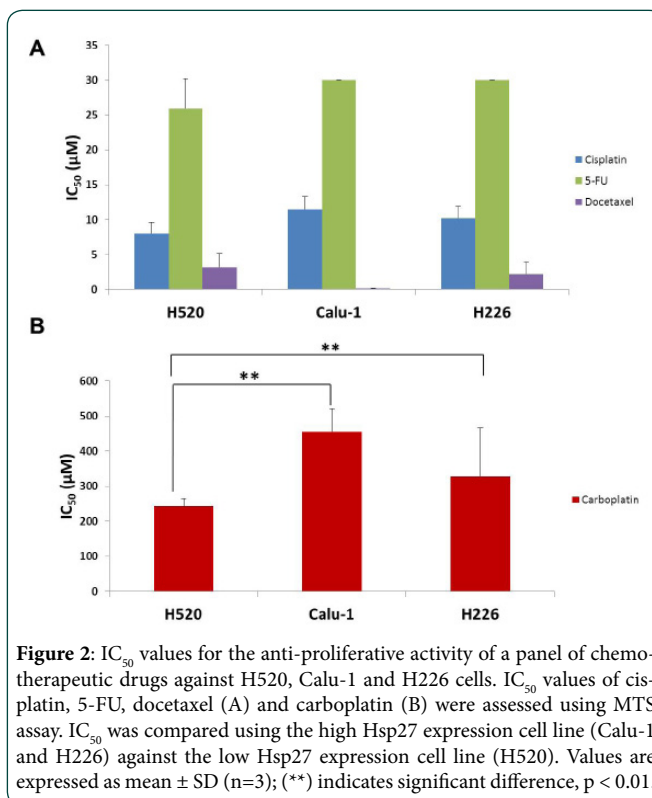 A
35
30
25
20
15
10
5
0
IC₅₀ (µM)
Cisplatin
5-FU
Docetaxel
H520 Calu-1 H226
B
**
**
600
500
400
300
200
100
0
IC₅₀ (µM)
Carboplatin
H520 Calu-1 H226
Figure 2: IC₅₀ values for the anti-proliferative activity of a panel of chemo-
therapeutic drugs against H520, Calu-1 and H226 cells. IC₅₀ values of cis-
platin, 5-FU, docetaxel (A) and carboplatin (B) were assessed using MTS
assay. IC₅₀ was compared using the high Hsp27 expression cell line (Calu-1
and H226) against the low Hsp27 expression cell line (H520). Values are
expressed as mean ± SD (n=3); (**) indicates significant difference, p < 0.01.